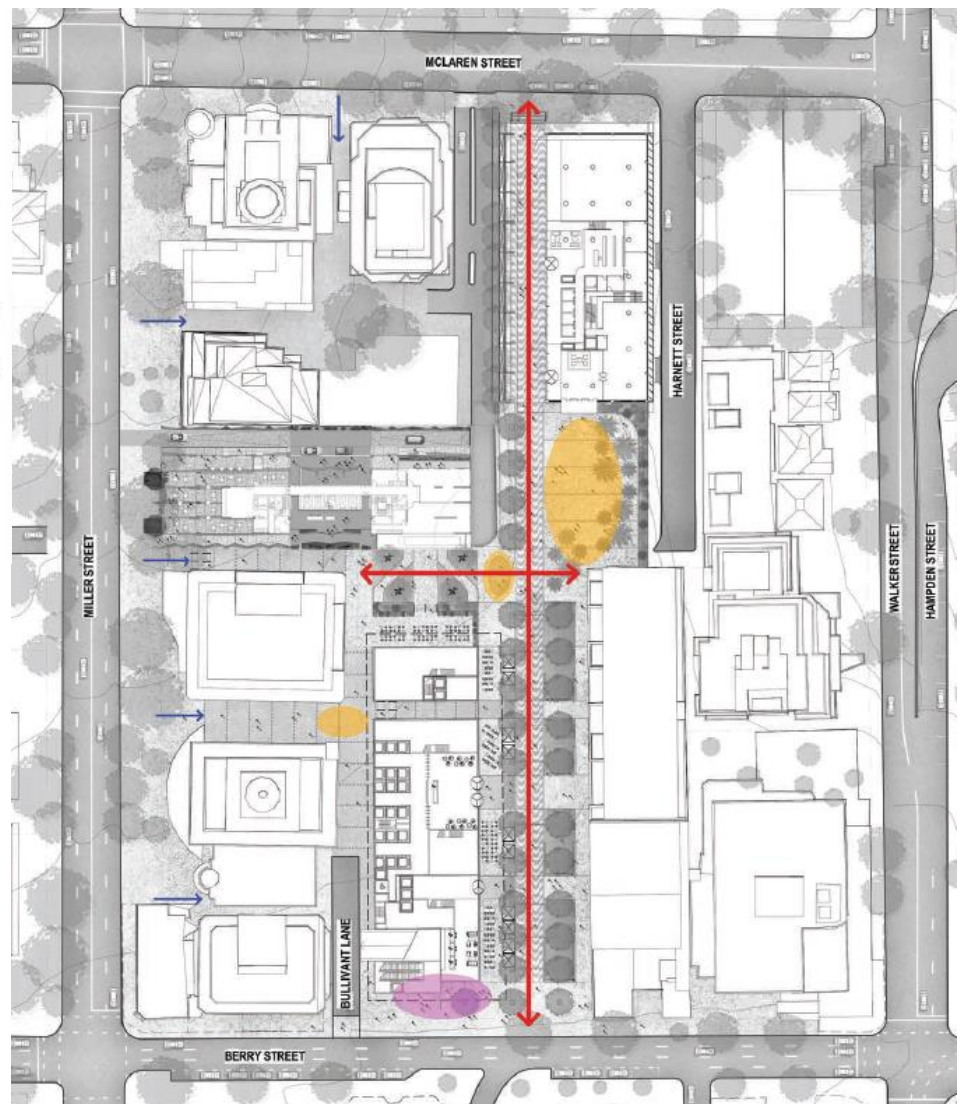 MCLAREN STREET
HARNETT STREET
MILLER STREET
WALKER STREET
HAMPDEN STREET
BULLIVANT LANE
BERRY STREET